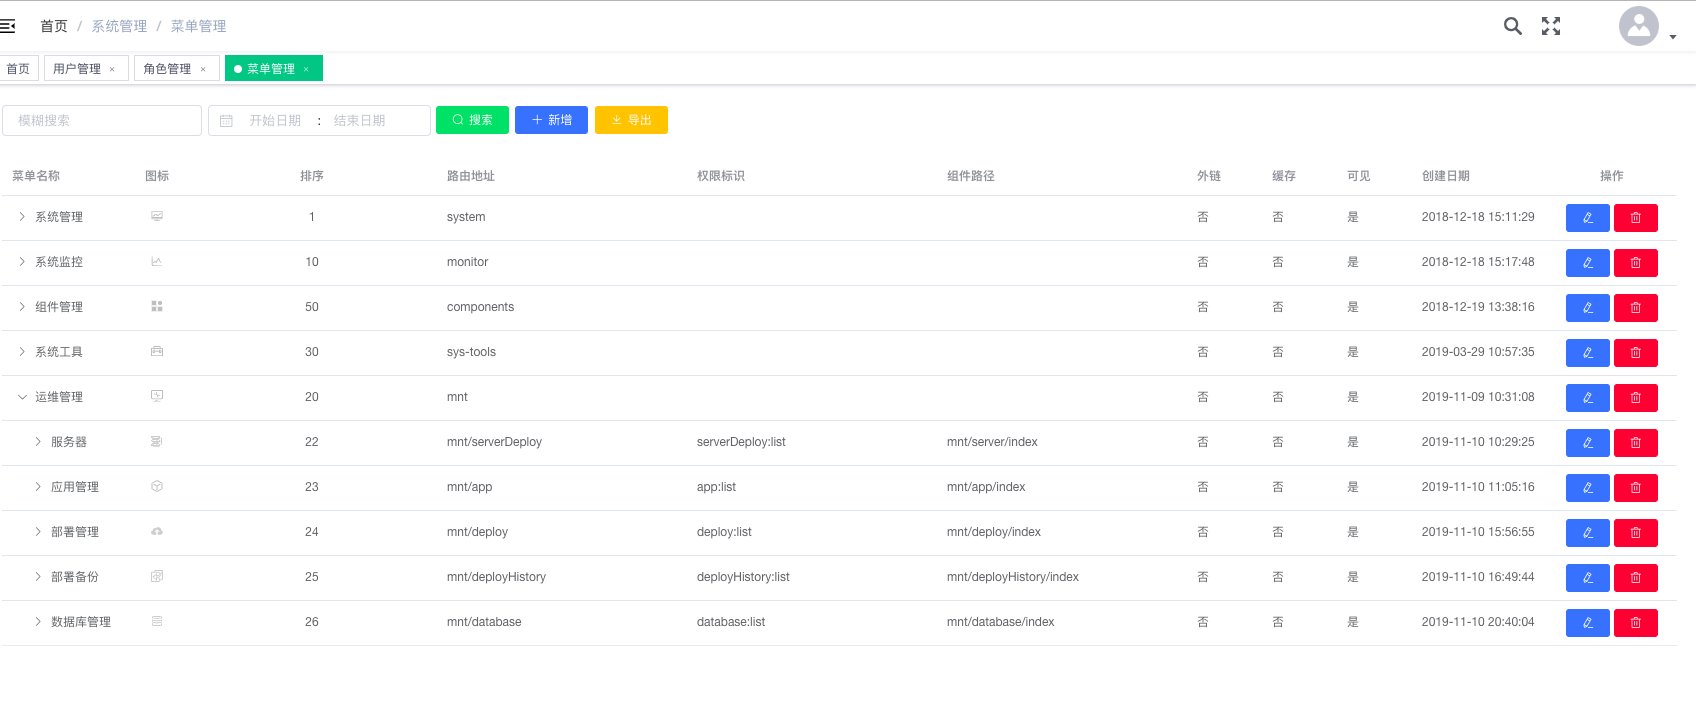 首页 / 系统管理 / 菜单管理
首页 用户管理 × 角色管理 × 菜单管理 ×
模糊搜索 开始日期 : 结束日期 搜索 新增 导出
菜单名称 图标 排序 路由地址 权限标识 组件路径 外链 缓存 可见 创建日期 操作
系统管理 1 system 否 否 是 2018-12-18 15:11:29
系统监控 10 monitor 否 否 是 2018-12-18 15:17:48
组件管理 50 components 否 否 是 2018-12-19 13:38:16
系统工具 30 sys-tools 否 否 是 2019-03-29 10:57:35
运维管理 20 mnt 否 否 是 2019-11-09 10:31:08
服务器 22 mnt/serverDeploy serverDeploy:list mnt/server/index 否 否 是 2019-11-10 10:29:25
应用管理 23 mnt/app app:list mnt/app/index 否 否 是 2019-11-10 11:05:16
部署管理 24 mnt/deploy deploy:list mnt/deploy/index 否 否 是 2019-11-10 15:56:55
部署备份 25 mnt/deployHistory deployHistory:list mnt/deployHistory/index 否 否 是 2019-11-10 16:49:44
数据库管理 26 mnt/database database:list mnt/database/index 否 否 是 2019-11-10 20:40:04